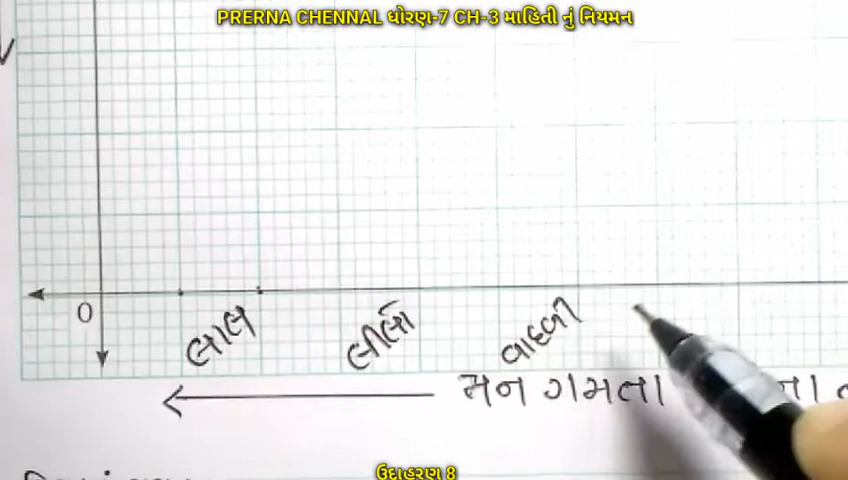 PRERNA CHENNAL ધોરણ-7 CH-3 માહિતી નું નિયમન
0
લાલ લીલો વાદળી
મન ગમતા
ઉદાહરણ 8